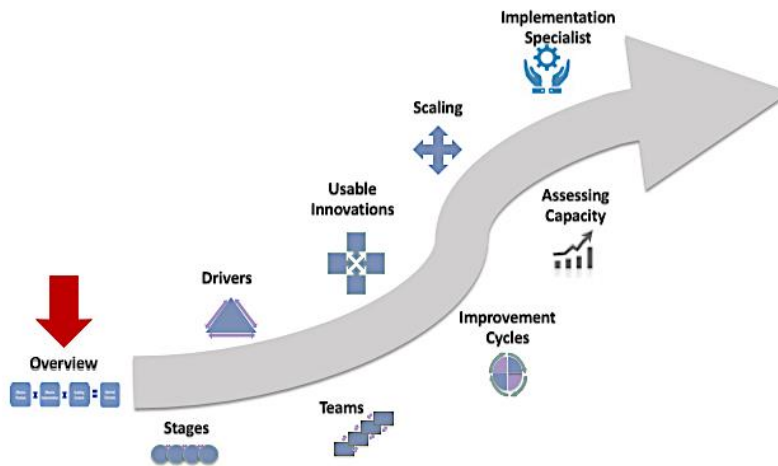 Implementation
Specialist
Scaling
Usable
Innovations
Assessing
Capacity
Drivers
Improvement
Cycles
Overview
Teams
Stages